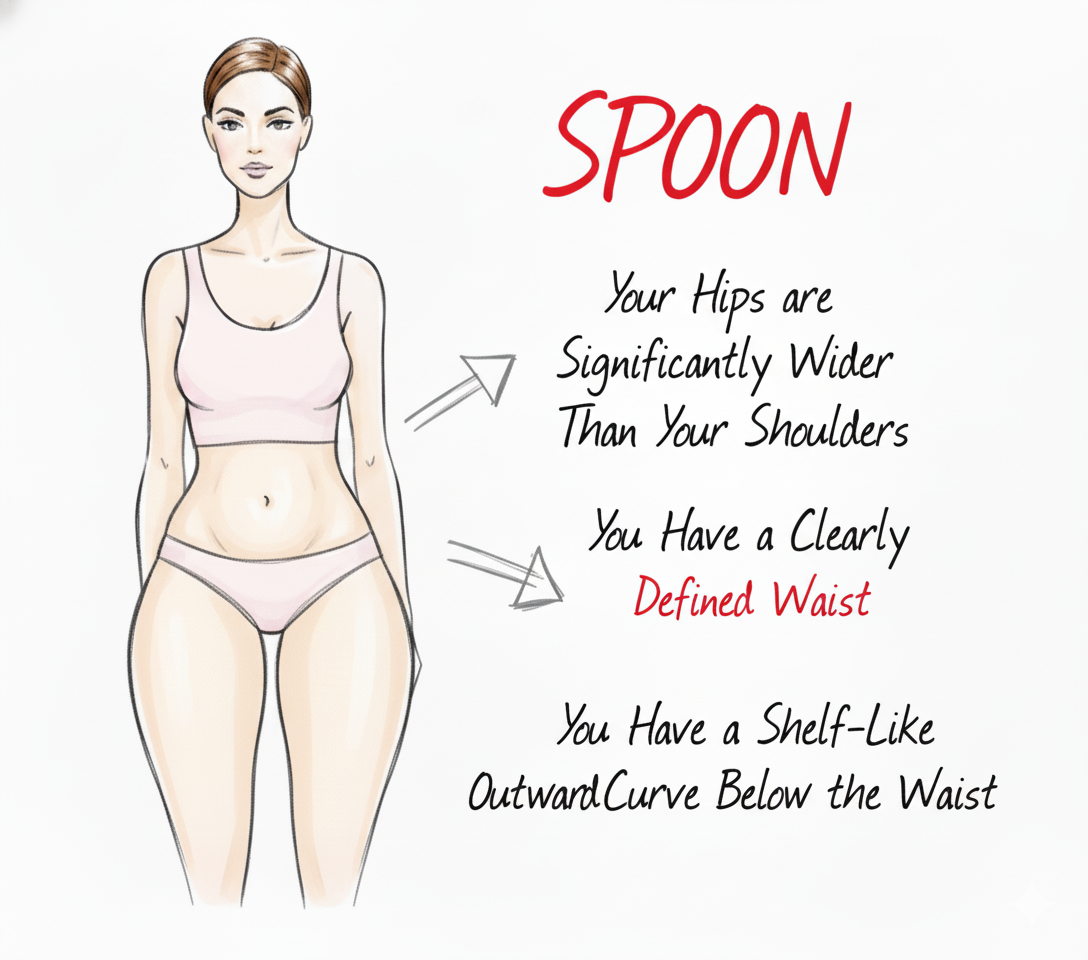 SPOON
Your Hips are
Significantly Wider
Than Your Shoulders
You Have a Clearly
Defined Waist
You Have a Shelf-Like
OutwardCurve Below the Waist